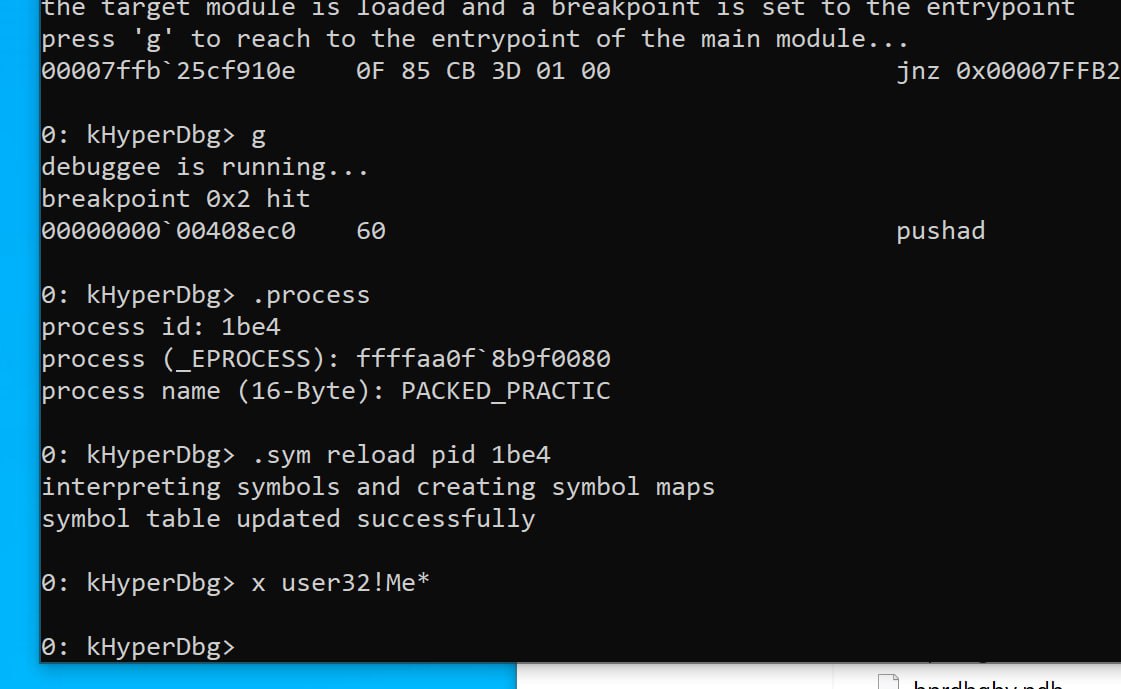 the target module is loaded and a breakpoint is set to the entrypoint
press 'g' to reach to the entrypoint of the main module...
00007ffb`25cf910e    0F 85 CB 3D 01 00                   jnz 0x00007FFB2
0: kHyperDbg> g
debuggee is running...
breakpoint 0x2 hit
00000000`00408ec0    60                                  pushad
0: kHyperDbg> .process
process id: 1be4
process (_EPROCESS): ffffaa0f`8b9f0080
process name (16-Byte): PACKED_PRACTIC
0: kHyperDbg> .sym reload pid 1be4
interpreting symbols and creating symbol maps
symbol table updated successfully
0: kHyperDbg> x user32!Me*
0: kHyperDbg>